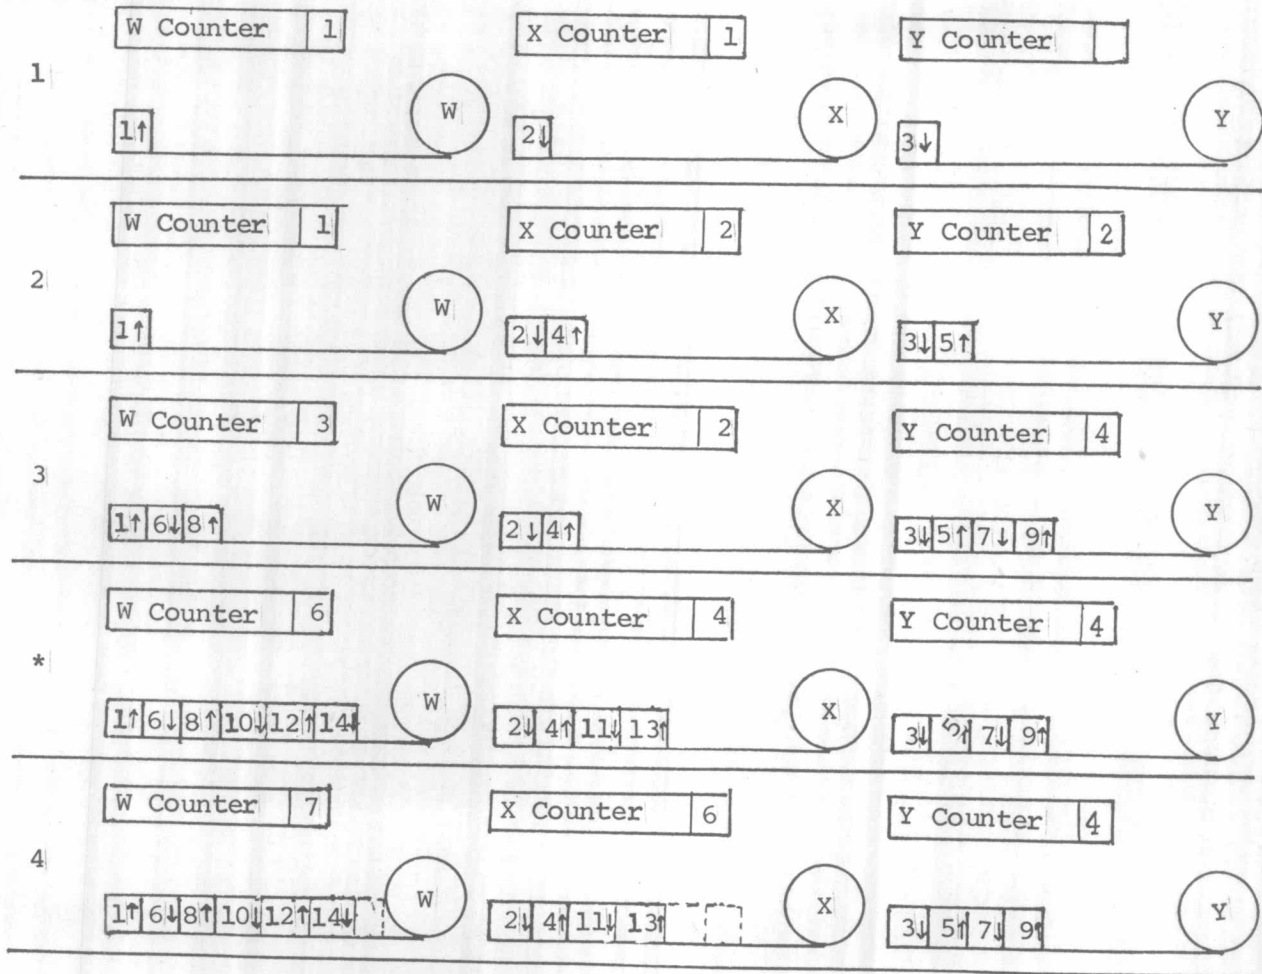 W Counter 1 X Counter 1 Y Counter
1
W X Y
1↑ 2↓ 3↓
W Counter 1 X Counter 2 Y Counter 2
2
W X Y
1↑ 2↓ 4↑ 3↓ 5↑
W Counter 3 X Counter 2 Y Counter 4
3
W X Y
1↑ 6↓ 8↑ 2↓ 4↑ 3↓ 5↑ 7↓ 9↑
W Counter 6 X Counter 4 Y Counter 4
*
W X Y
1↑ 6↓ 8↑ 10↓ 12↑ 14↓ 2↓ 4↑ 11↓ 13↑ 3↓ 5↑ 7↓ 9↑
W Counter 7 X Counter 6 Y Counter 4
4
W X Y
1↑ 6↓ 8↑ 10↓ 12↑ 14↓ 2↓ 4↑ 11↓ 13↑ 3↓ 5↑ 7↓ 9↑